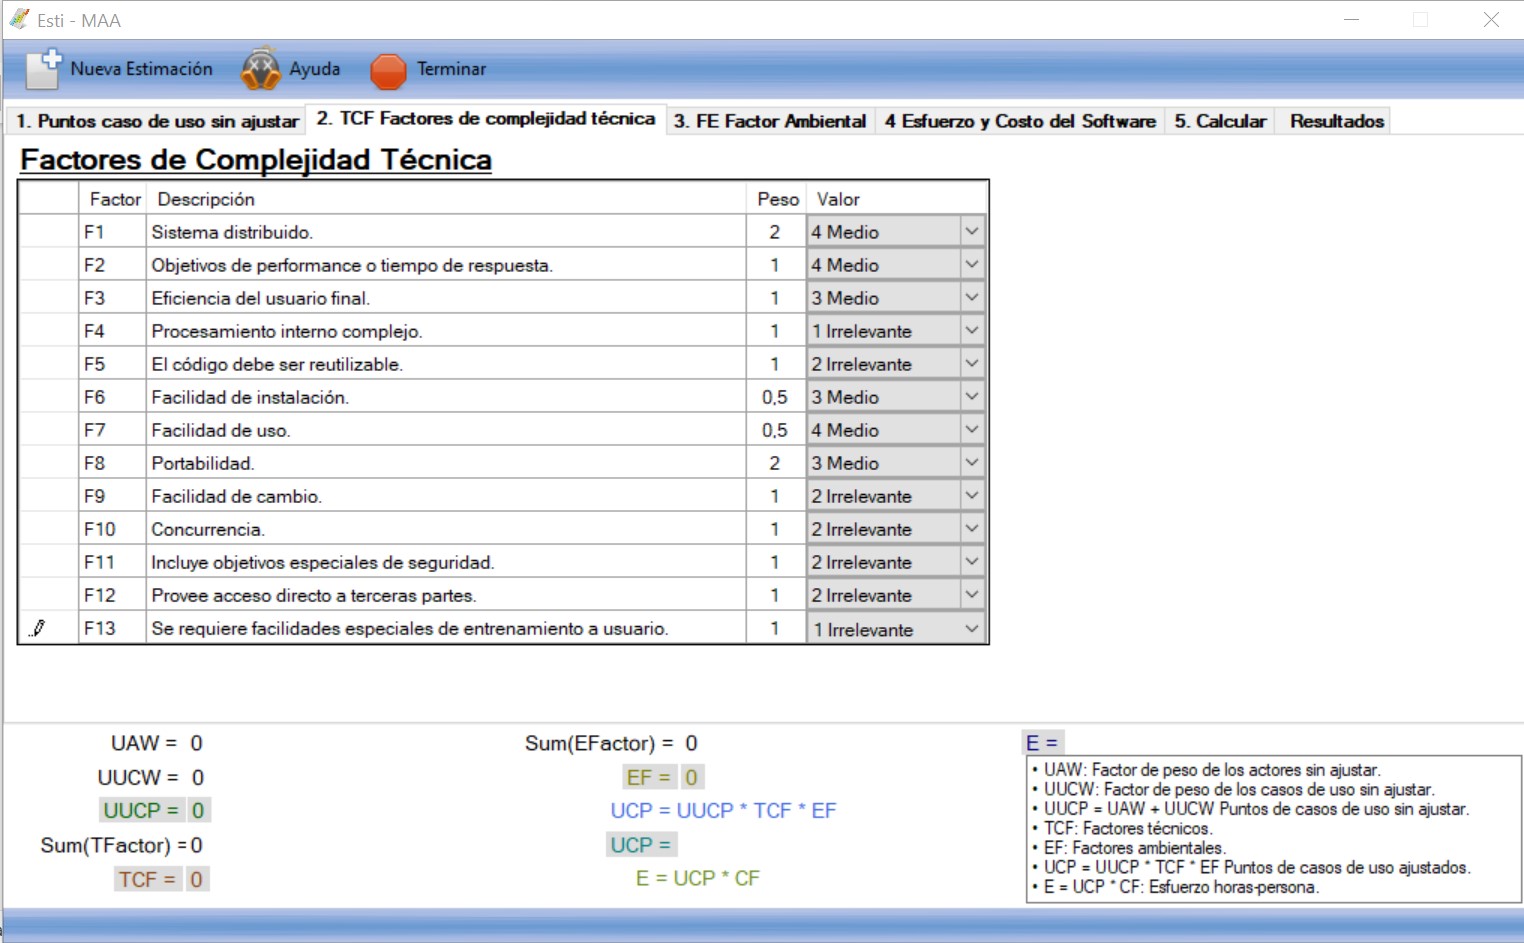 Esti - MAA
Nueva Estimación Ayuda Terminar
1. Puntos caso de uso sin ajustar 2. TCF Factores de complejidad técnica 3. FE Factor Ambiental 4 Esfuerzo y Costo del Software 5. Calcular Resultados
Factores de Complejidad Técnica
Factor Descripción Peso Valor
F1 Sistema distribuido. 2 4 Medio
F2 Objetivos de performance o tiempo de respuesta. 1 4 Medio
F3 Eficiencia del usuario final. 1 3 Medio
F4 Procesamiento interno complejo. 1 1 Irrelevante
F5 El código debe ser reutilizable. 1 2 Irrelevante
F6 Facilidad de instalación. 0,5 3 Medio
F7 Facilidad de uso. 0,5 4 Medio
F8 Portabilidad. 2 3 Medio
F9 Facilidad de cambio. 1 2 Irrelevante
F10 Concurrencia. 1 2 Irrelevante
F11 Incluye objetivos especiales de seguridad. 1 2 Irrelevante
F12 Provee acceso directo a terceras partes. 1 2 Irrelevante
F13 Se requiere facilidades especiales de entrenamiento a usuario. 1 1 Irrelevante
UAW = 0
UUCW = 0
UUCP = 0
Sum(TFactor) = 0
TCF = 0
Sum(EFactor) = 0
EF = 0
UCP = UUCP * TCF * EF
UCP =
E = UCP * CF
E =
• UAW: Factor de peso de los actores sin ajustar.
• UUCW: Factor de peso de los casos de uso sin ajustar.
• UUCP = UAW + UUCW Puntos de casos de uso sin ajustar.
• TCF: Factores técnicos.
• EF: Factores ambientales.
• UCP = UUCP * TCF * EF Puntos de casos de uso ajustados.
• E = UCP * CF: Esfuerzo horas-persona.